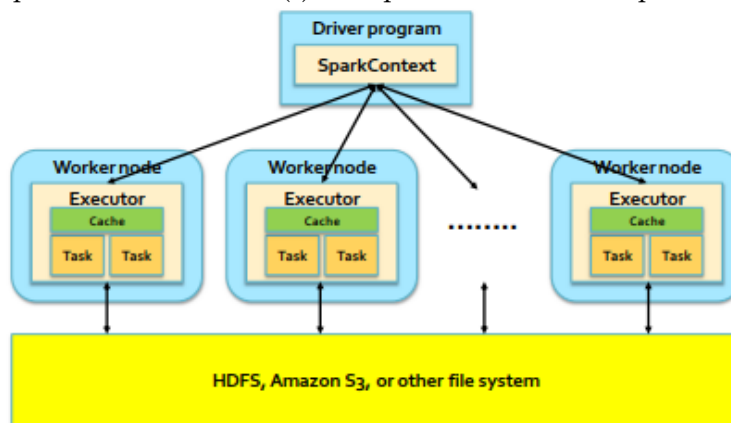 Driver program
SparkContext
Worker node
Executor
Cache
Task Task
Worker node
Executor
Cache
Task Task
........
Worker node
Executor
Cache
Task Task
HDFS, Amazon S3, or other file system